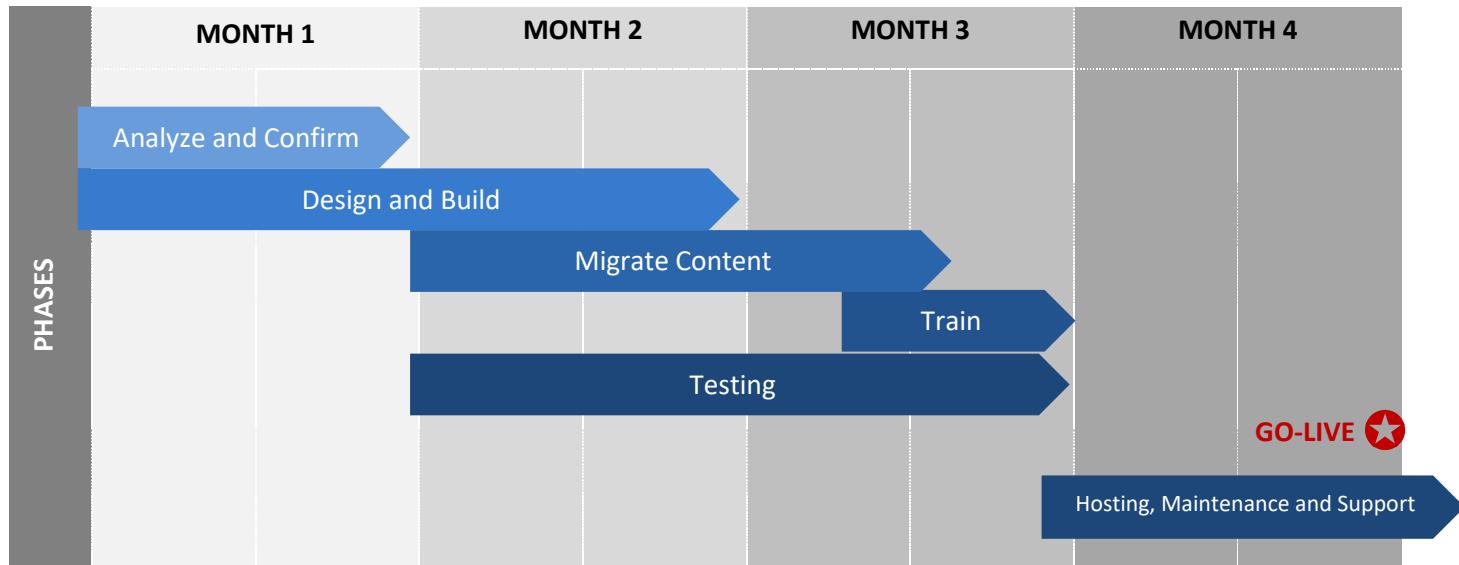 MONTH 1
MONTH 2
MONTH 3
MONTH 4
PHASES
Analyze and Confirm
Design and Build
Migrate Content
Train
Testing
GO-LIVE
Hosting, Maintenance and Support